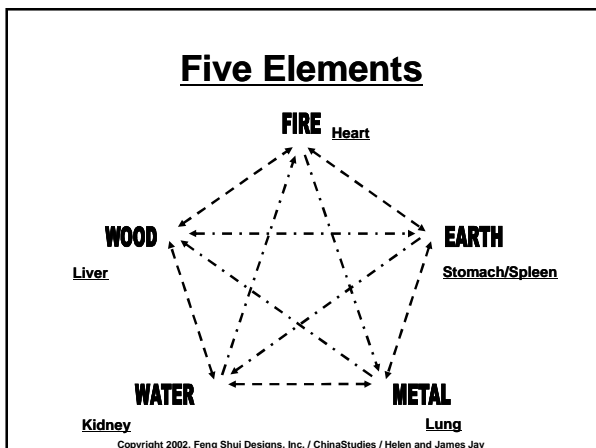 Five Elements
FIRE
Heart
WOOD
EARTH
Liver
Stomach/Spleen
WATER
METAL
Kidney
Lung
Copyright 2002, Feng Shui Designs, Inc. / ChinaStudies / Helen and James Jay